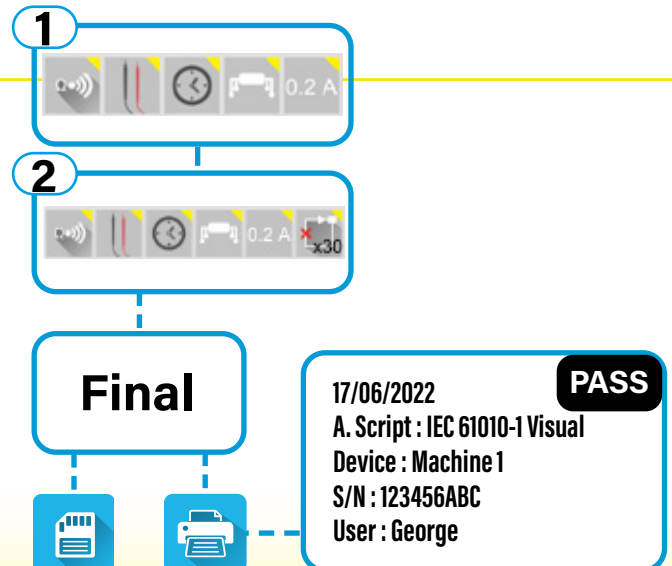 1
Ω•)))
0.2 A
2
Ω•)))
0.2 A
x30
Final
PASS
17/06/2022
A. Script : IEC 61010-1 Visual
Device : Machine 1
S/N : 123456ABC
User : George